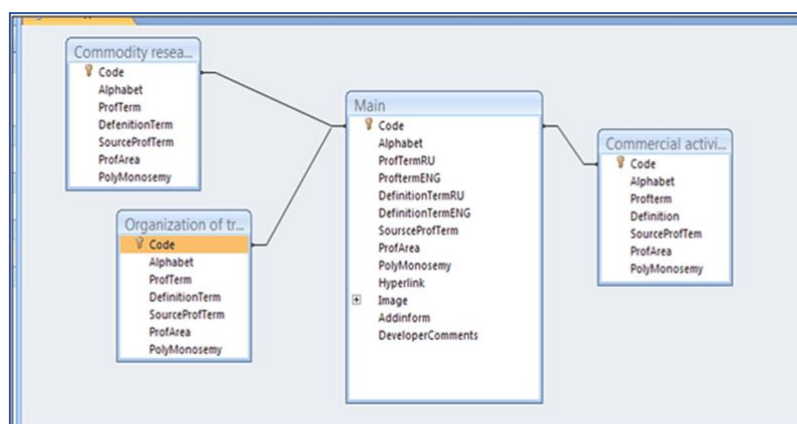 Commodity resea...
Code
Alphabet
ProfTerm
DefenitionTerm
SourceProfTerm
ProfArea
PolyMonosemy
Organization of tr...
Code
Alphabet
ProfTerm
DefinitionTerm
SourceProfTerm
ProfArea
PolyMonosemy
Main
Code
Alphabet
ProfTermRU
ProftermENG
DefinitionTermRU
DefinitionTermENG
SoursceProfTerm
ProfArea
PolyMonosemy
Hyperlink
Image
Addinform
DeveloperComments
Commercial activi...
Code
Alphabet
Profterm
Definition
SourceProfTem
ProfArea
PolyMonosemy